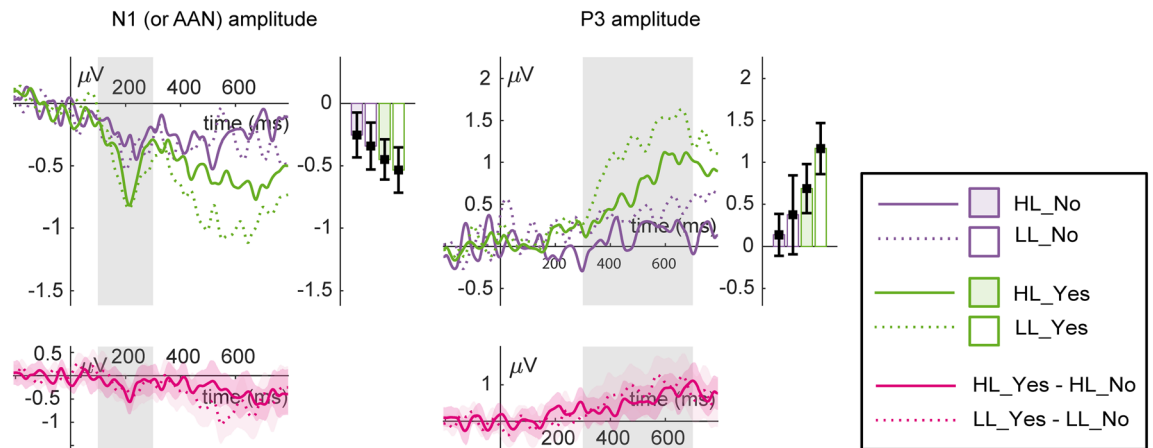 N1 (or AAN) amplitude
P3 amplitude
μV
200
400
600
time (ms)
0
-0.5
-1
-1.5
0
-0.5
-1
-1.5
2
μV
1.5
1
0.5
0
-0.5
time (ms)
200
400
600
2
1.5
1
0.5
0
-0.5
HL_No
LL_No
HL_Yes
LL_Yes
HL_Yes - HL_No
LL_Yes - LL_No
0.5
μV
200
400
600
-0.5
-1
time (ms)
μV
1
time (ms)
200
400
600